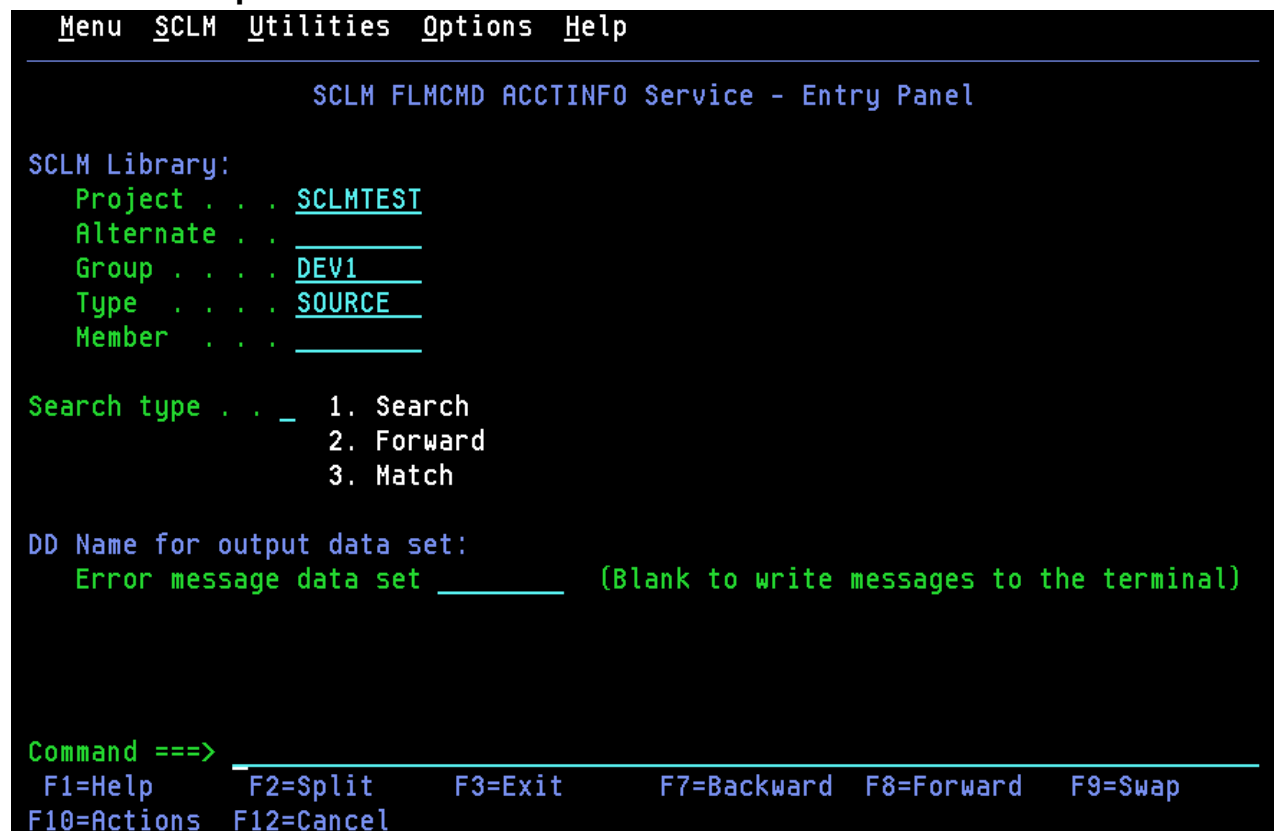 Menu SCLM Utilities Options Help
SCLM FLMCMD ACCTINFO Service - Entry Panel
SCLM Library:
Project . . . SCLMTEST
Alternate . .
Group . . . . DEV1
Type . . . . SOURCE
Member . . .
Search type . . _ 1. Search
2. Forward
3. Match
DD Name for output data set:
Error message data set ________ (Blank to write messages to the terminal)
Command ===>
F1=Help F2=Split F3=Exit F7=Backward F8=Forward F9=Swap
F10=Actions F12=Cancel